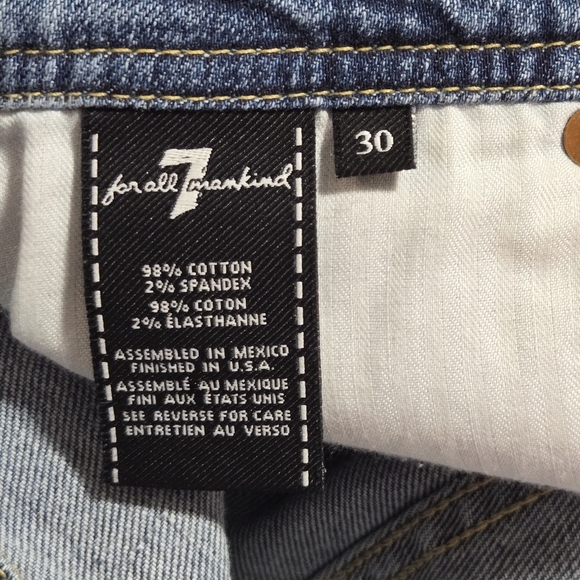 for all 7 mankind
30
98% COTTON
2% SPANDEX
98% COTON
2% ÉLASTHANNE
ASSEMBLED IN MEXICO
FINISHED IN U.S.A.
ASSEMBLÉ AU MEXIQUE
FINI AUX ÉTATS UNIS
SEE REVERSE FOR CARE
ENTRETIEN AU VERSO